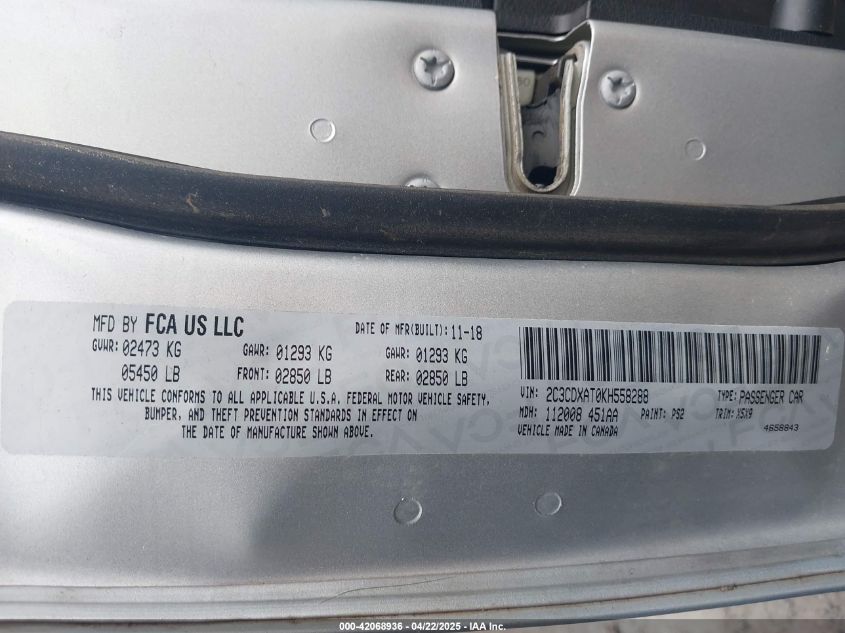 MFD BY FCA US LLC DATE OF MFR(BUILT): 11-18
GVWR: 02473 KG GAWR: 01293 KG GAWR: 01293 KG
05450 LB FRONT: 02850 LB REAR: 02850 LB
THIS VEHICLE CONFORMS TO ALL APPLICABLE U.S.A. FEDERAL MOTOR VEHICLE SAFETY,
BUMPER, AND THEFT PREVENTION STANDARDS IN EFFECT ON
THE DATE OF MANUFACTURE SHOWN ABOVE.
VIN: 2C3CDXAT0KH558288 TYPE: PASSENGER CAR
MDH: 112008 451AA PAINT: PS2 TRIM: X5X9
VEHICLE MADE IN CANADA 4658843
000-42068936 - 04/22/2025 - IAA Inc.